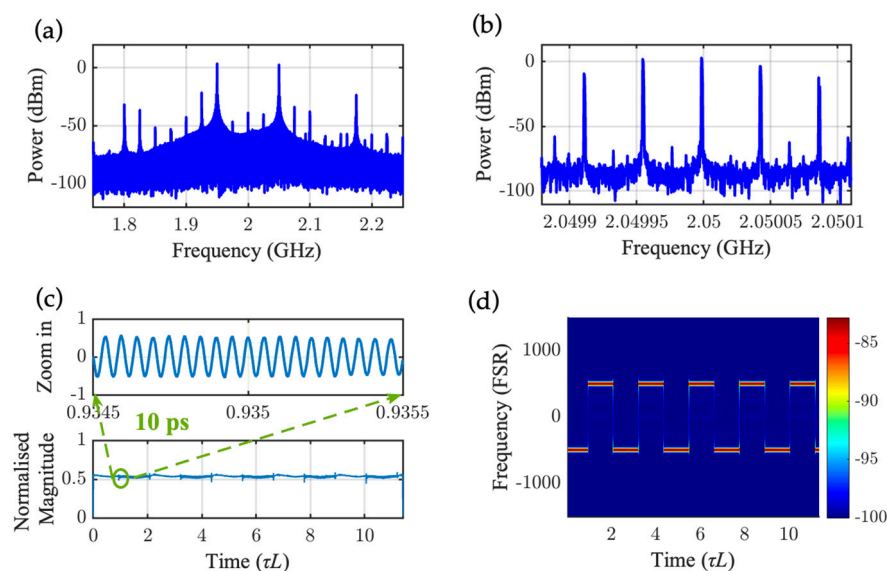 (a)
0
-50
-100
Power (dBm)
1.8 1.9 2 2.1 2.2
Frequency (GHz)
(b)
0
-50
-100
Power (dBm)
2.0499 2.04995 2.05 2.05005 2.0501
Frequency (GHz)
(c)
1
0
-1
Zoom in
0.9345 0.935 0.9355
10 ps
1
0.5
0
Normalised
Magnitude
0 2 4 6 8 10
Time (τL)
(d)
1000
0
-1000
Frequency (FSR)
2 4 6 8 10
Time (τL)
-85
-90
-95
-100